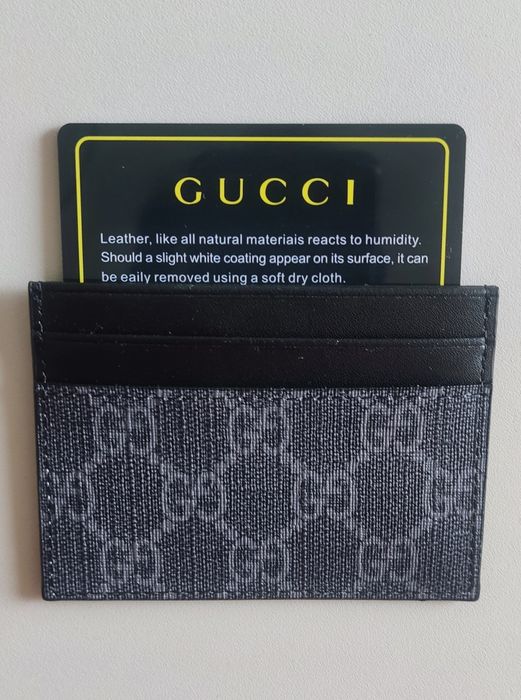 GUCCI
Leather, like all natural materiais reacts to humidity.
Should a slight white coating appear on its surface, it can
be eaily removed using a soft dry cloth.